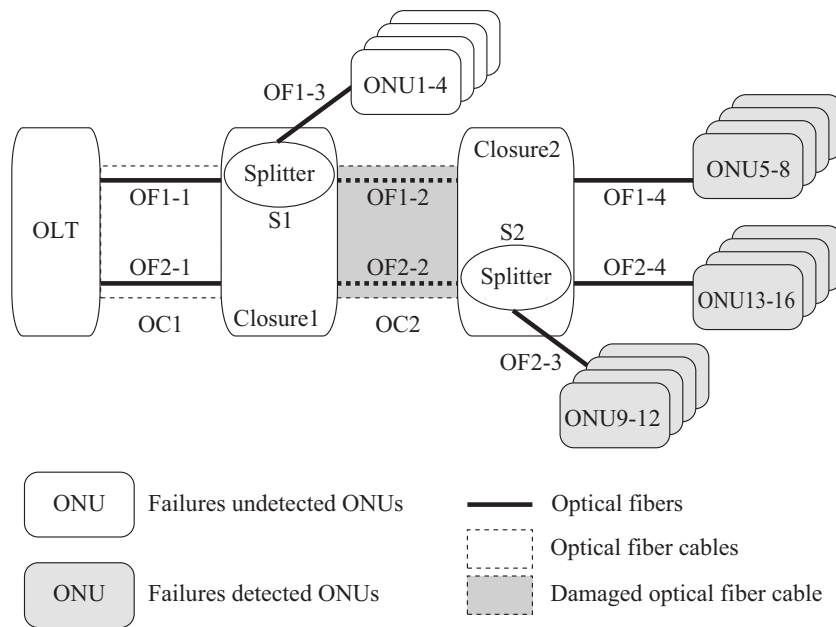 ONU1-4
OF1-3
Closure2
ONU5-8
Splitter
OF1-1
OF1-2
OF1-4
S1
OLT
S2
OF2-1
OF2-2
Splitter
OF2-4
ONU13-16
OC1
Closure1
OC2
OF2-3
ONU9-12
ONU
Failures undetected ONUs
Optical fibers
Optical fiber cables
ONU
Failures detected ONUs
Damaged optical fiber cable